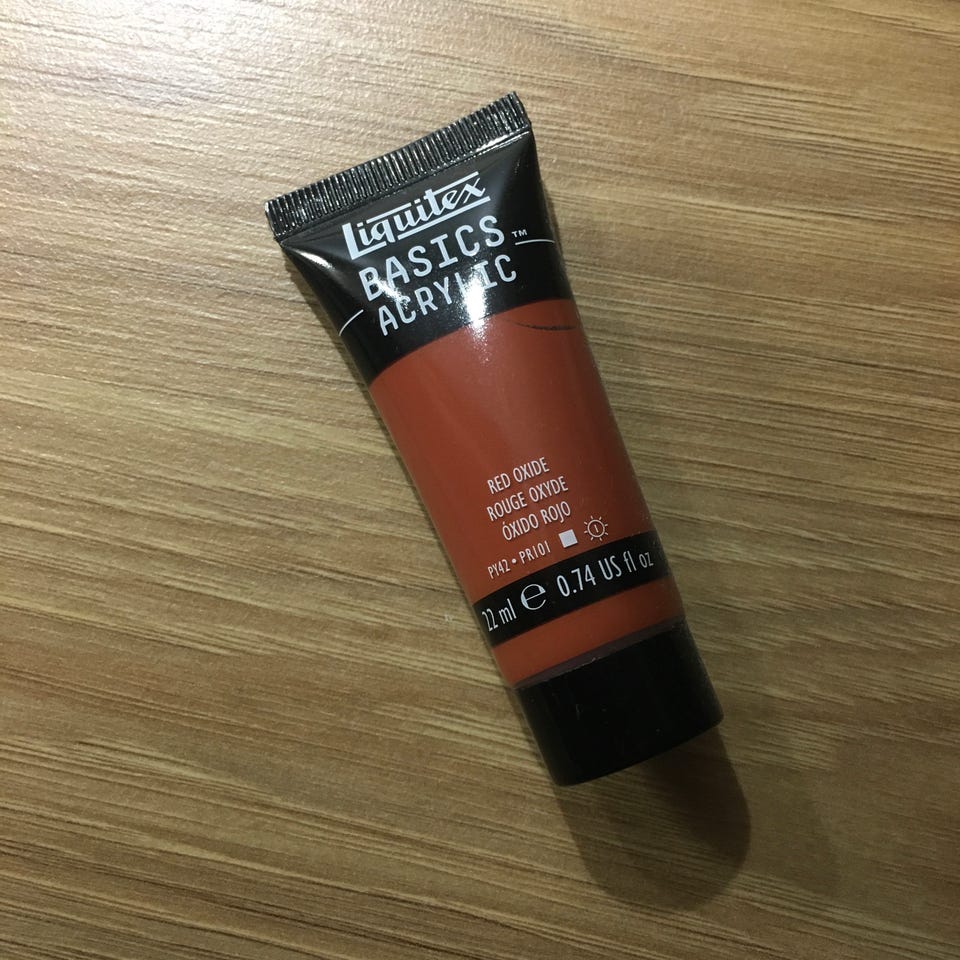 Liquitex
BASICS™
ACRYLIC
RED OXIDE
ROUGE OXYDE
ÓXIDO ROJO
PY42 • PR101 I
22 ml e 0.74 US fl oz